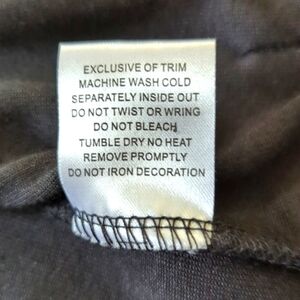 EXCLUSIVE OF TRIM
MACHINE WASH COLD
SEPARATELY INSIDE OUT
DO NOT TWIST OR WRING
DO NOT BLEACH
TUMBLE DRY NO HEAT
REMOVE PROMPTLY
DO NOT IRON DECORATION